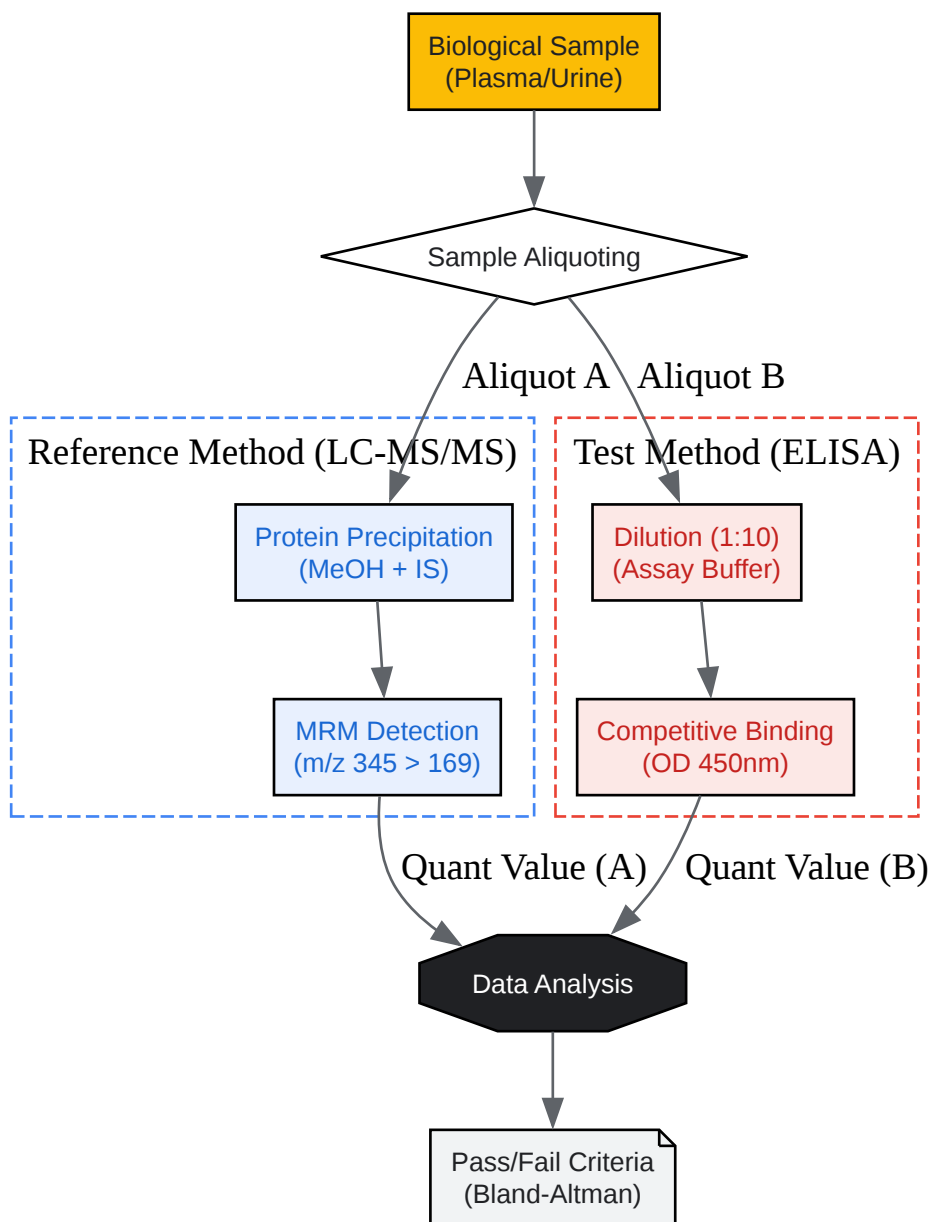 Biological Sample
(Plasma/Urine)
Sample Aliquoting
Aliquot A
Aliquot B
Reference Method (LC-MS/MS)
Test Method (ELISA)
Protein Precipitation
(MeOH + IS)
Dilution (1:10)
(Assay Buffer)
MRM Detection
(m/z 345 > 169)
Competitive Binding
(OD 450nm)
Quant Value (A)
Quant Value (B)
Data Analysis
Pass/Fail Criteria
(Bland-Altman)